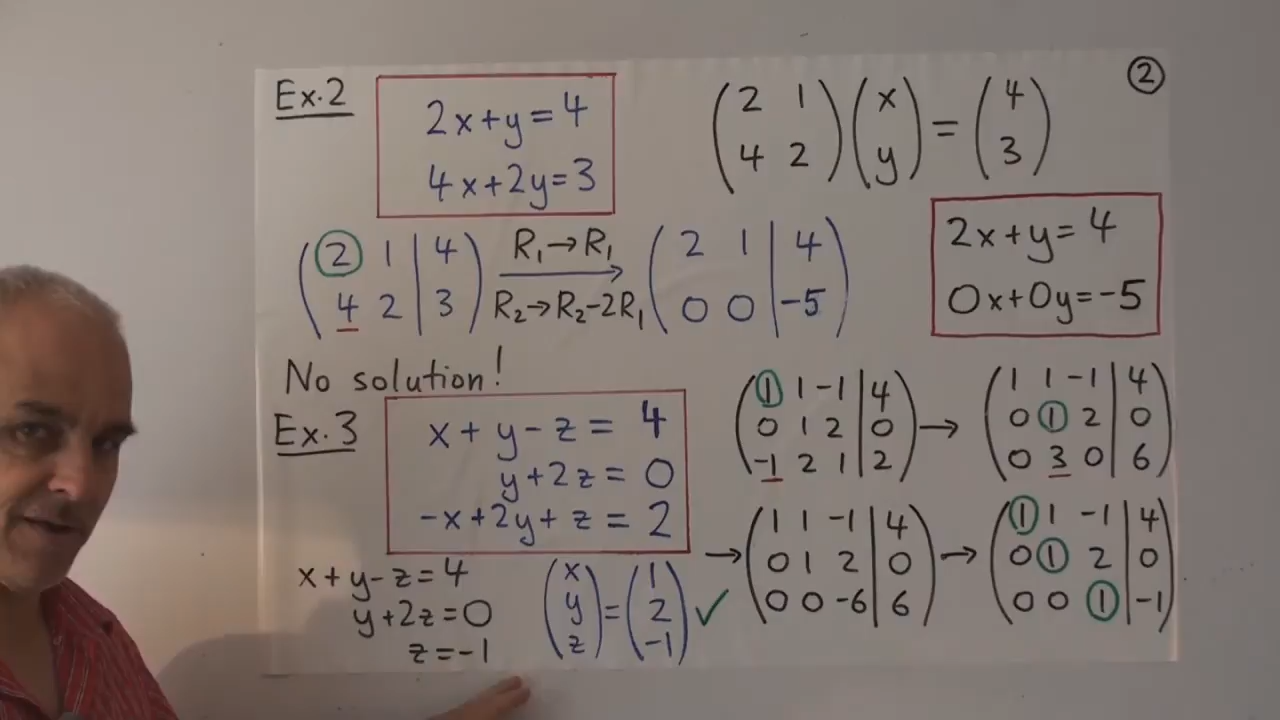 Ex.2
2x+y=4
4x+2y=3
(2 1; 4 2)(x; y) = (4; 3)
②
(2 1 | 4; 4 2 | 3) R₁→R₁ R₂→R₂-2R₁ (2 1 | 4; 0 0 | -5)
2x+y=4
0x+0y=-5
No solution!
Ex.3
x+y-z=4
y+2z=0
-x+2y+z=2
(1 1 -1 | 4; 0 1 2 | 0; -1 2 1 | 2) → (1 1 -1 | 4; 0 1 2 | 0; 0 3 0 | 6)
→ (1 1 -1 | 4; 0 1 2 | 0; 0 0 -6 | 6) → (1 1 -1 | 4; 0 1 2 | 0; 0 0 1 | -1)
x+y-z=4
y+2z=0
z=-1
(x; y; z) = (1; 2; -1) ✓